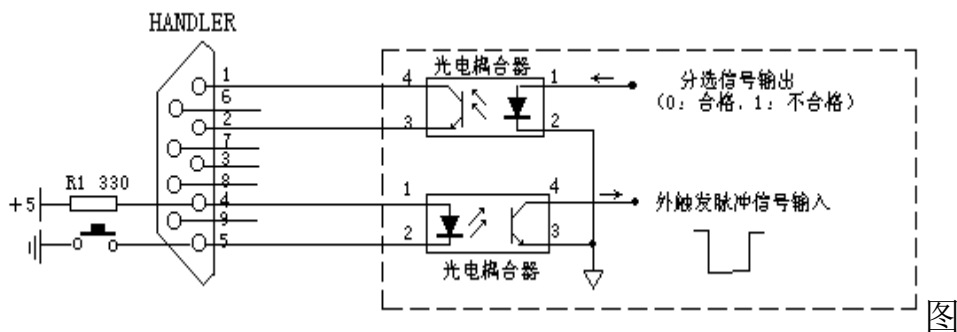 HANDLER
光电耦合器
1
4
1
分选信号输出
6
(0: 合格, 1: 不合格)
2
3
2
7
3
R1 330
8
1
4
+5
4
外触发脉冲信号输入
9
2
3
5
光电耦合器
图